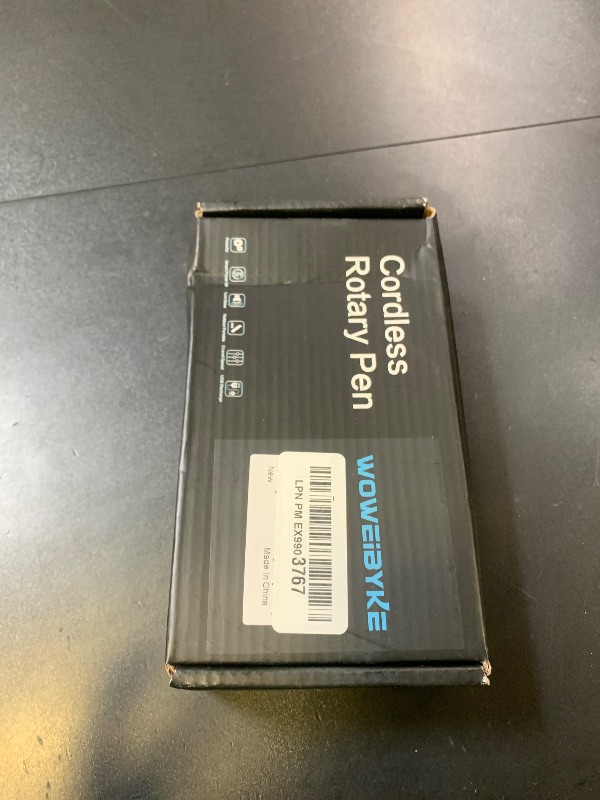 Cordless
Rotary Pen
WOWEIBYKE
LPN PM EX990 3767
New
Made in China